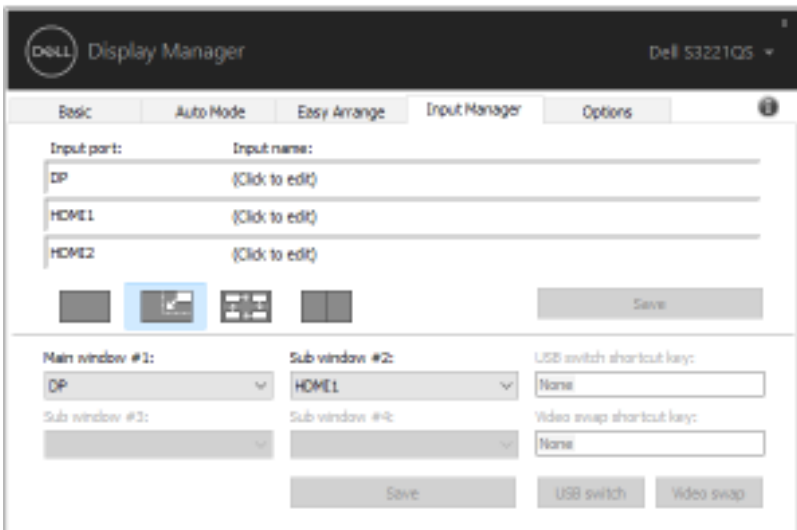 DELL Display Manager
Dell S3221QS
Basic Auto Mode Easy Arrange Input Manager Options
Input port: Input name:
DP (Click to edit)
HDMI1 (Click to edit)
HDMI2 (Click to edit)
Save
Main window #1: Sub window #2: USB switch shortcut key:
DP HDMI1 None
Sub window #3: Sub window #4: Video swap shortcut key:
None
Save USB switch Video swap